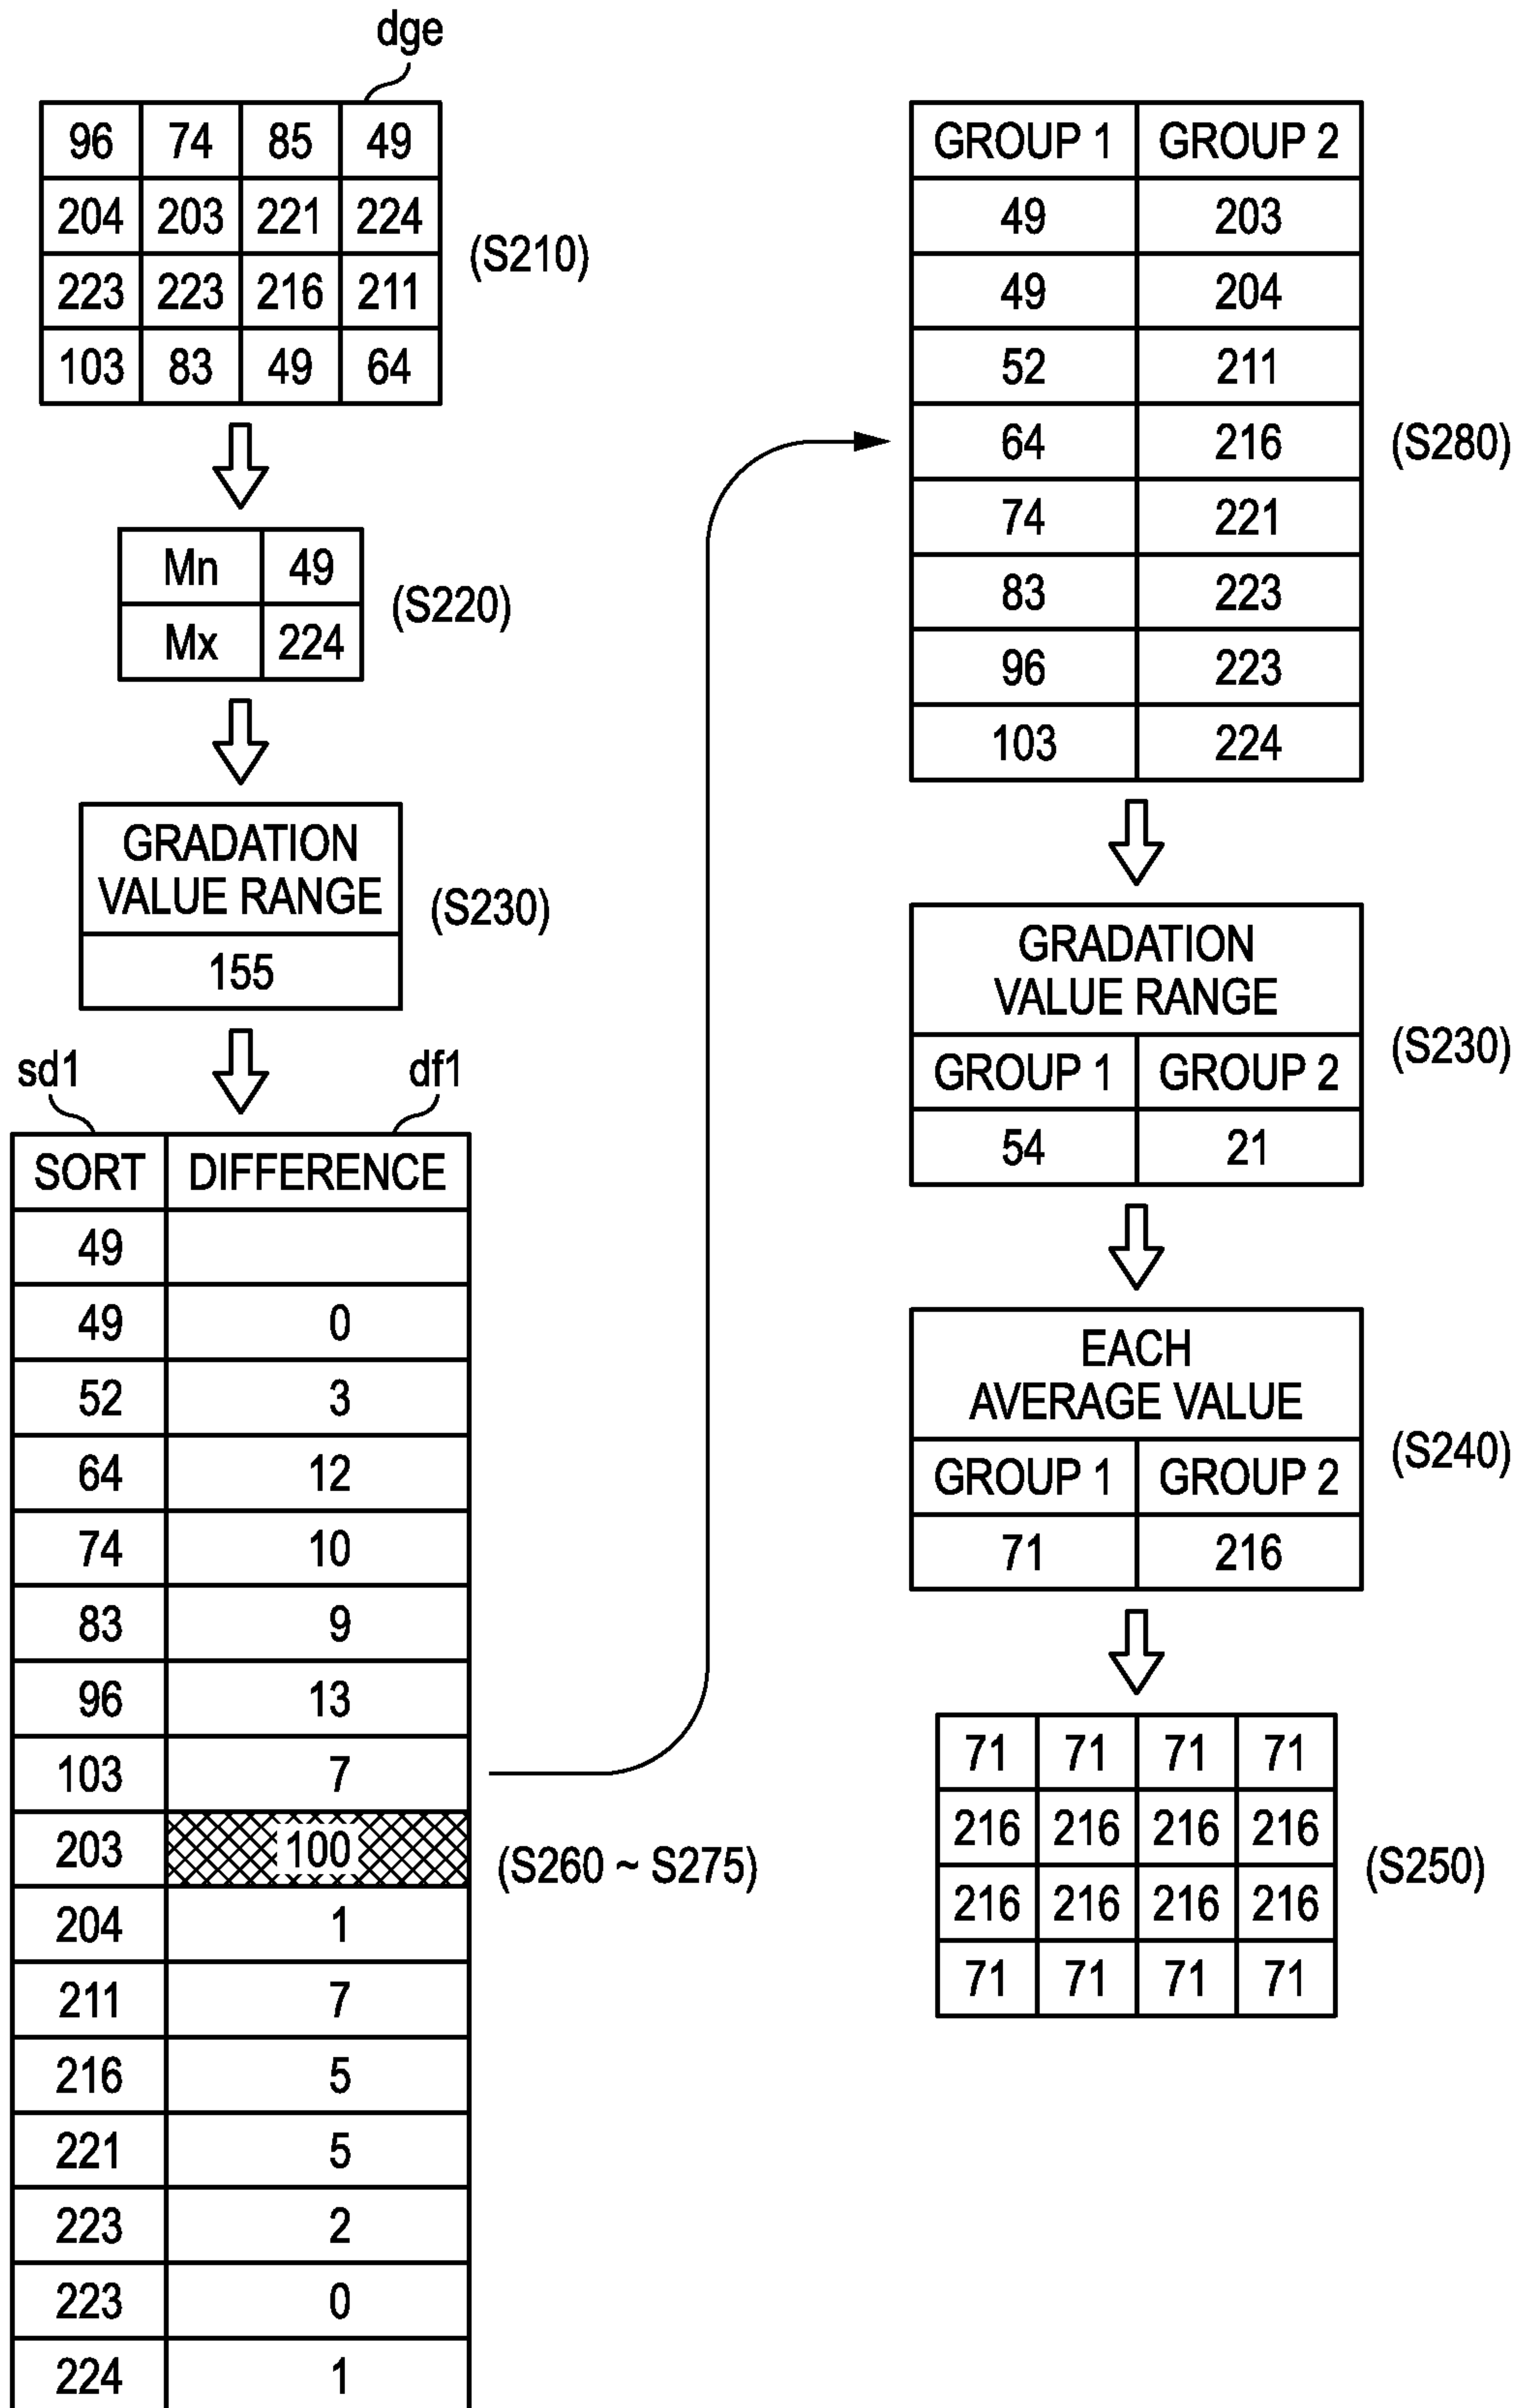 dge
96 74 85 49
204 203 221 224
223 223 216 211
103 83 49 64
(S210)
Mn 49
Mx 224
(S220)
GRADATION
VALUE RANGE
155
(S230)
sd1
df1
SORT DIFFERENCE
49
49 0
52 3
64 12
74 10
83 9
96 13
103 7
203 100
204 1
211 7
216 5
221 5
223 2
223 0
224 1
(S260 ~ S275)
GROUP 1 GROUP 2
49 203
49 204
52 211
64 216
74 221
83 223
96 223
103 224
(S280)
GRADATION
VALUE RANGE
GROUP 1 GROUP 2
54 21
(S230)
EACH
AVERAGE VALUE
GROUP 1 GROUP 2
71 216
(S240)
71 71 71 71
216 216 216 216
216 216 216 216
71 71 71 71
(S250)